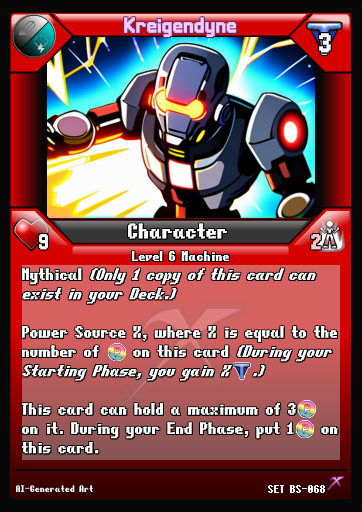 Kreigendyne
3
Character
9
2
Level 6 Machine
Mythical (Only 1 copy of this card can
exist in your Deck.)
Power Source X, where X is equal to the
number of P on this card (During your
Starting Phase, you gain X T.)
This card can hold a maximum of 3 P
on it. During your End Phase, put 1 P on
this card.
AI-Generated Art
SET BS-068